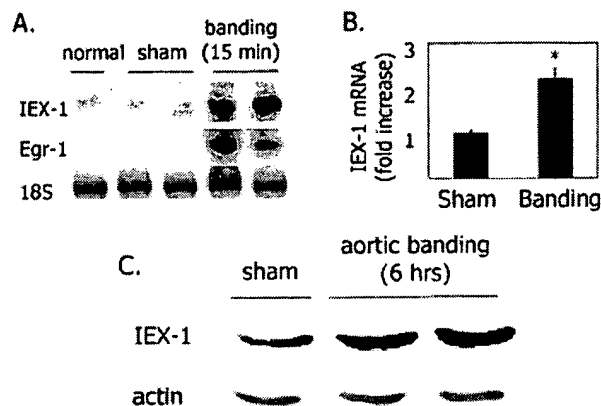 A.
normal sham banding
(15 min)
IEX-1
Egr-1
18S
B.
IEX-1 mRNA
(fold increase)
3
2
1
*
Sham Banding
C.
sham aortic banding
(6 hrs)
IEX-1
actin